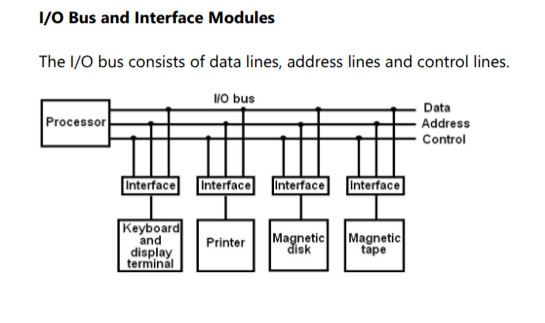 I/O Bus and Interface Modules
The I/O bus consists of data lines, address lines and control lines.
I/O bus
Data
Processor
Address
Control
Interface
Interface
Interface
Interface
Keyboard
and
display
terminal
Printer
Magnetic
disk
Magnetic
tape